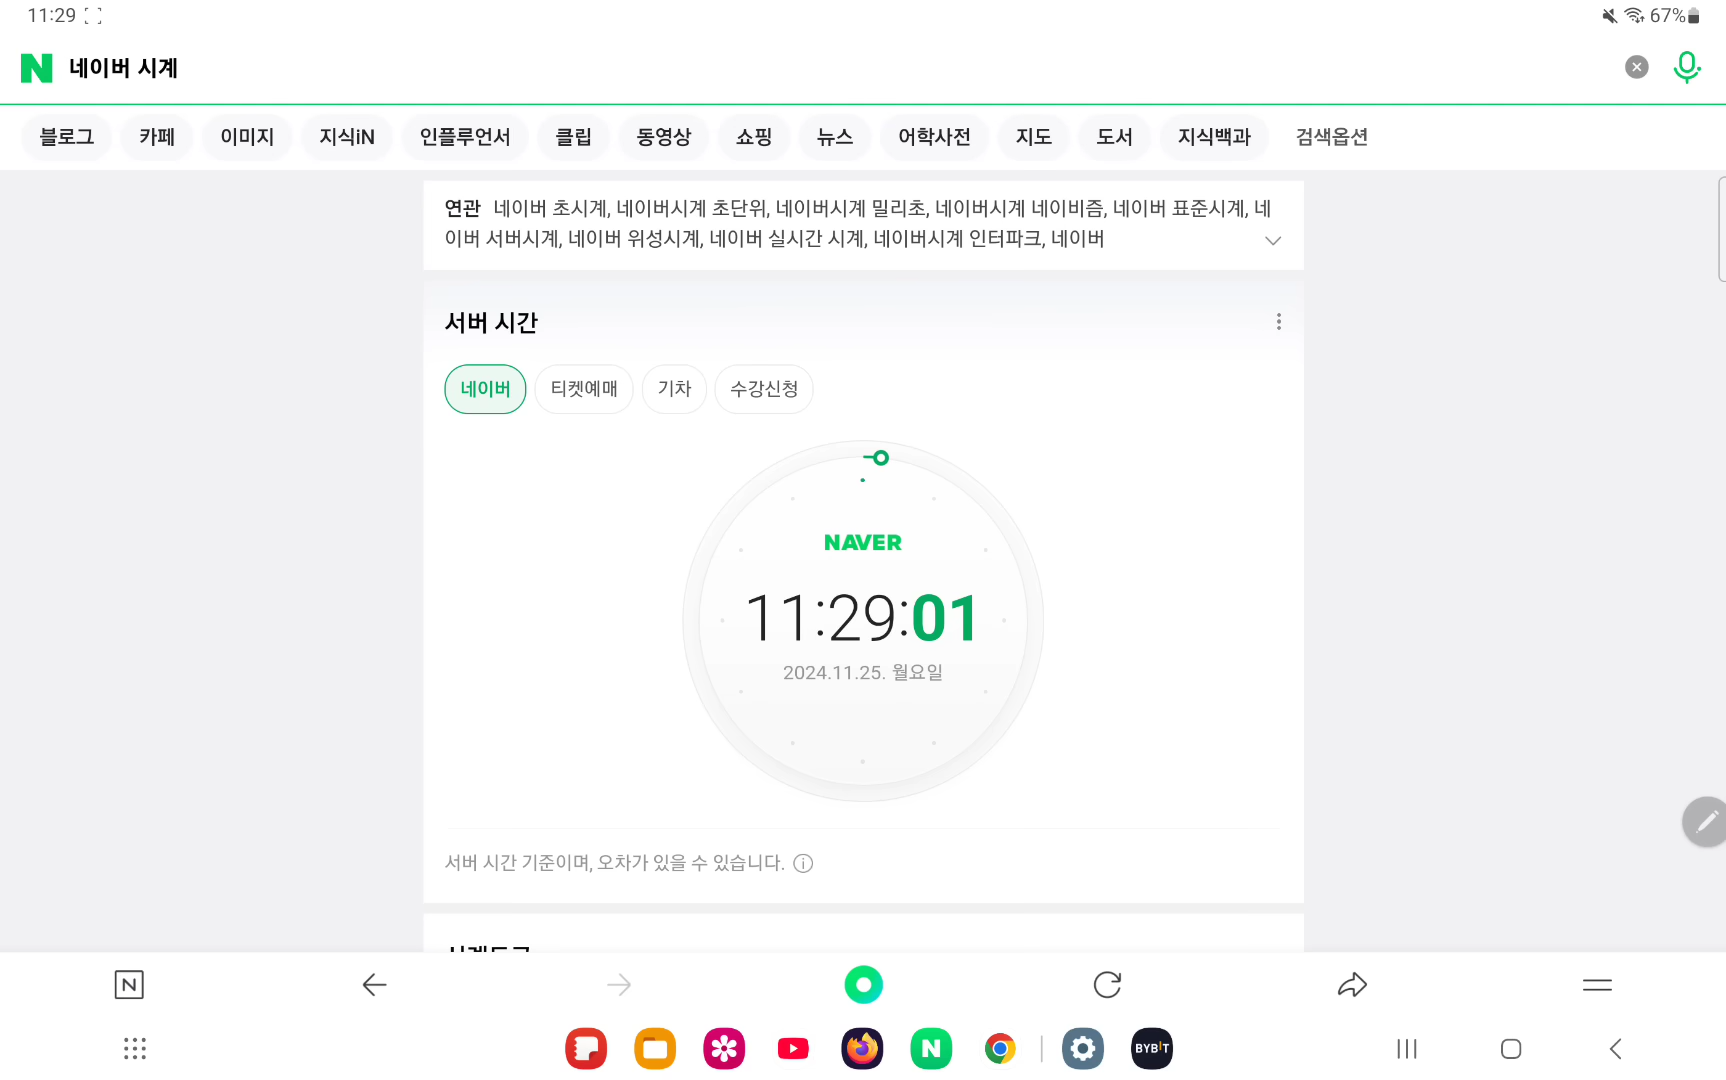 11:29
67%
네이버 시계
블로그 카페 이미지 지식iN 인플루언서 클립 동영상 쇼핑 뉴스 어학사전 지도 도서 지식백과 검색옵션
연관 네이버 초시계, 네이버시계 초단위, 네이버시계 밀리초, 네이버시계 네이비즘, 네이버 표준시계, 네
이버 서버시계, 네이버 위성시계, 네이버 실시간 시계, 네이버시계 인터파크, 네이버
서버 시간
네이버 티켓예매 기차 수강신청
NAVER
11:29:01
2024.11.25. 월요일
서버 시간 기준이며, 오차가 있을 수 있습니다.
N
N
BYBIT